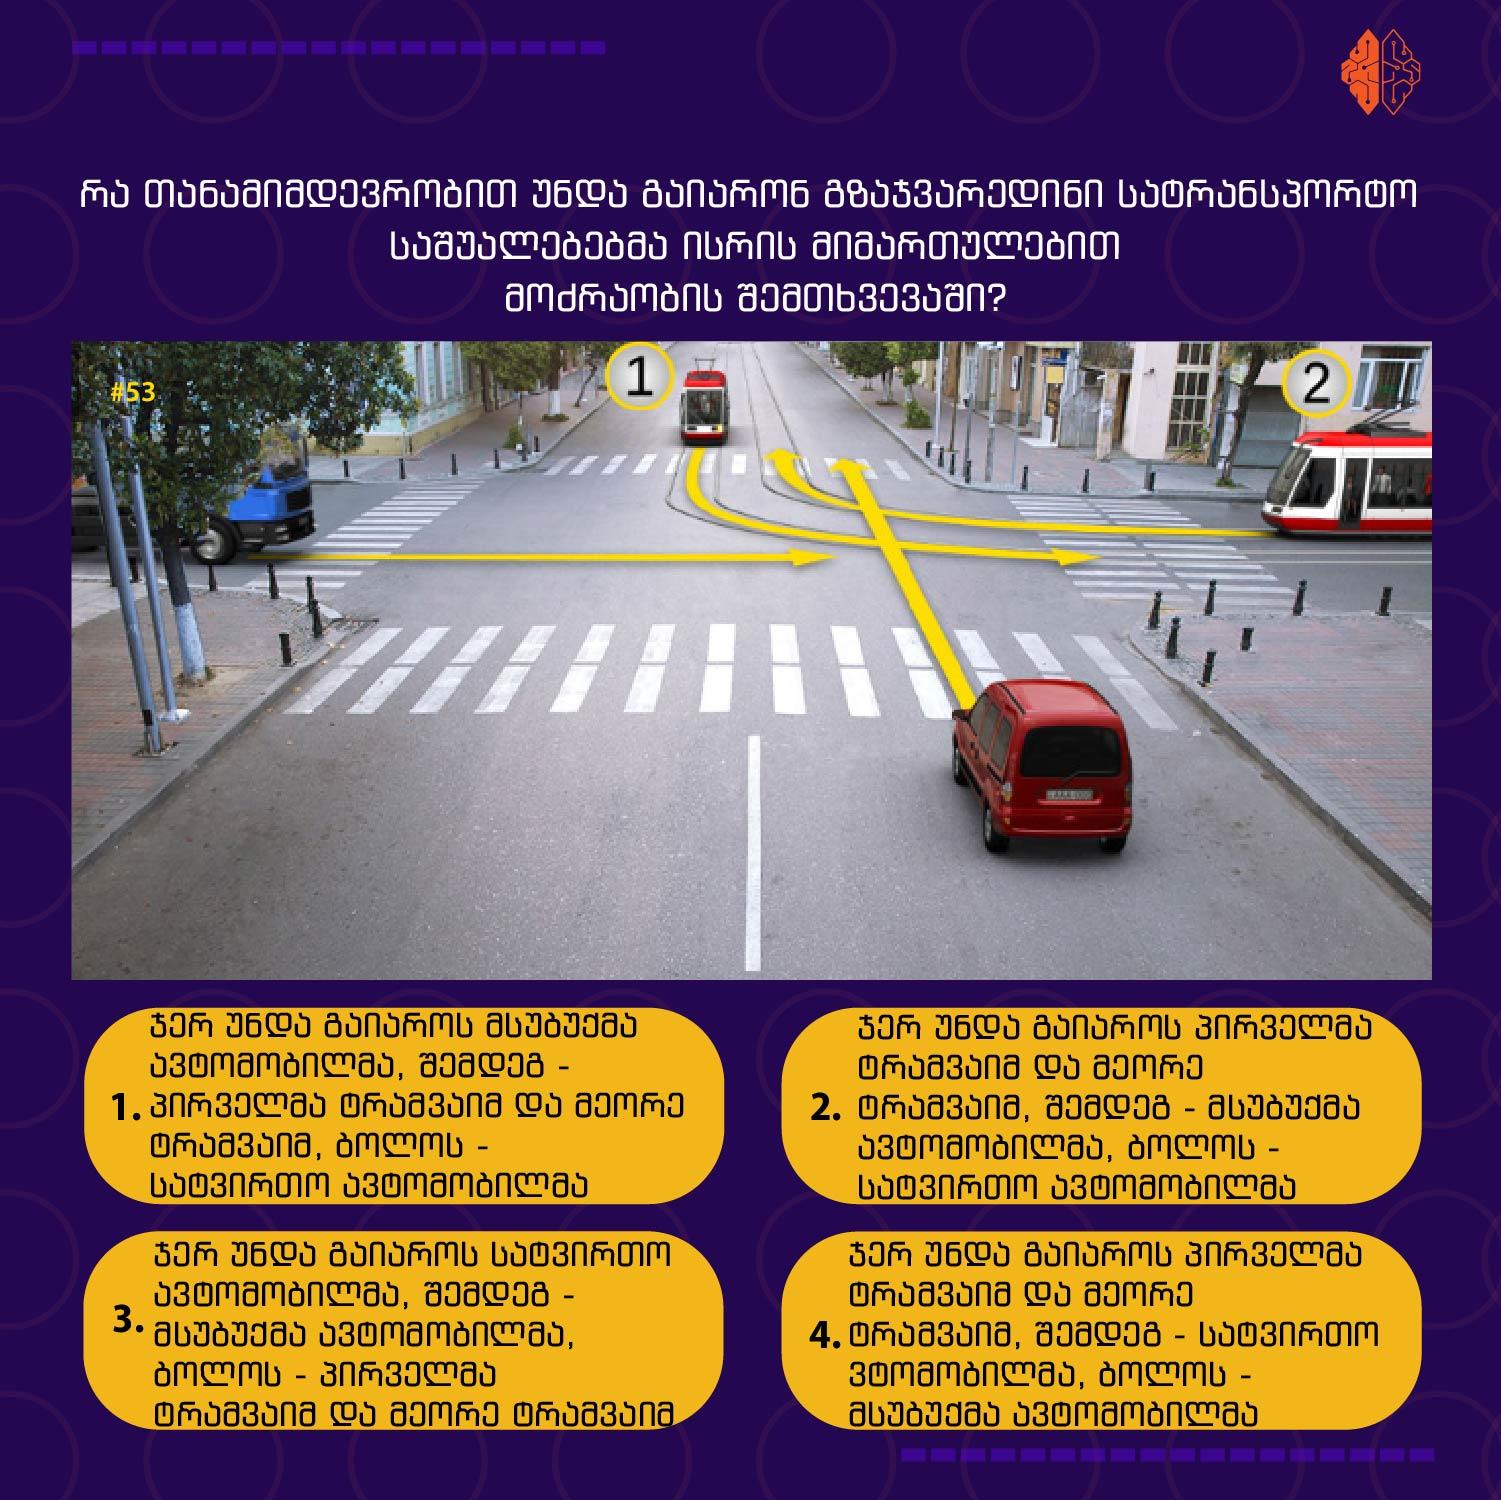 რა თანამიმდევრობით უნდა გაიარონ გზაჯვარედინი სატრანსპორტო
საშუალებებმა ისრის მიმართულებით
მოძრაობის შემთხვევაში?
#53
1
2
AAA-000
1. ჯერ უნდა გაიაროს მსუბუქმა
ავტომობილმა, შემდეგ -
პირველმა ტრამვაიმ და მეორე
ტრამვაიმ, ბოლოს -
სატვირთო ავტომობილმა
2. ჯერ უნდა გაიაროს პირველმა
ტრამვაიმ და მეორე
ტრამვაიმ, შემდეგ - მსუბუქმა
ავტომობილმა, ბოლოს -
სატვირთო ავტომობილმა
3. ჯერ უნდა გაიაროს სატვირთო
ავტომობილმა, შემდეგ -
მსუბუქმა ავტომობილმა,
ბოლოს - პირველმა
ტრამვაიმ და მეორე ტრამვაიმ
4. ჯერ უნდა გაიაროს პირველმა
ტრამვაიმ და მეორე
ტრამვაიმ, შემდეგ - სატვირთო
ვტომობილმა, ბოლოს -
მსუბუქმა ავტომობილმა